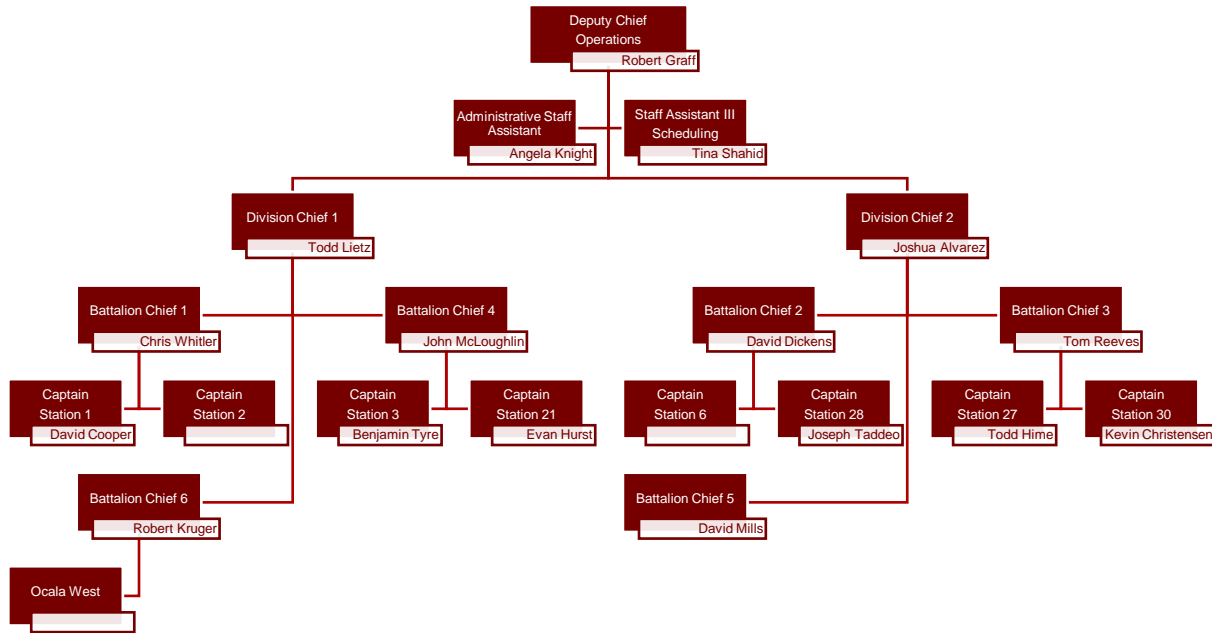 Deputy Chief
Operations
Robert Graff
Administrative Staff
Assistant
Angela Knight
Staff Assistant III
Scheduling
Tina Shahid
Division Chief 1
Todd Lietz
Division Chief 2
Joshua Alvarez
Battalion Chief 1
Chris Whitler
Battalion Chief 4
John McLoughlin
Battalion Chief 2
David Dickens
Battalion Chief 3
Tom Reeves
Captain
Station 1
David Cooper
Captain
Station 2
Captain
Station 3
Benjamin Tyre
Captain
Station 21
Evan Hurst
Captain
Station 6
Captain
Station 28
Joseph Taddeo
Captain
Station 27
Todd Hime
Captain
Station 30
Kevin Christensen
Battalion Chief 6
Robert Kruger
Battalion Chief 5
David Mills
Ocala West